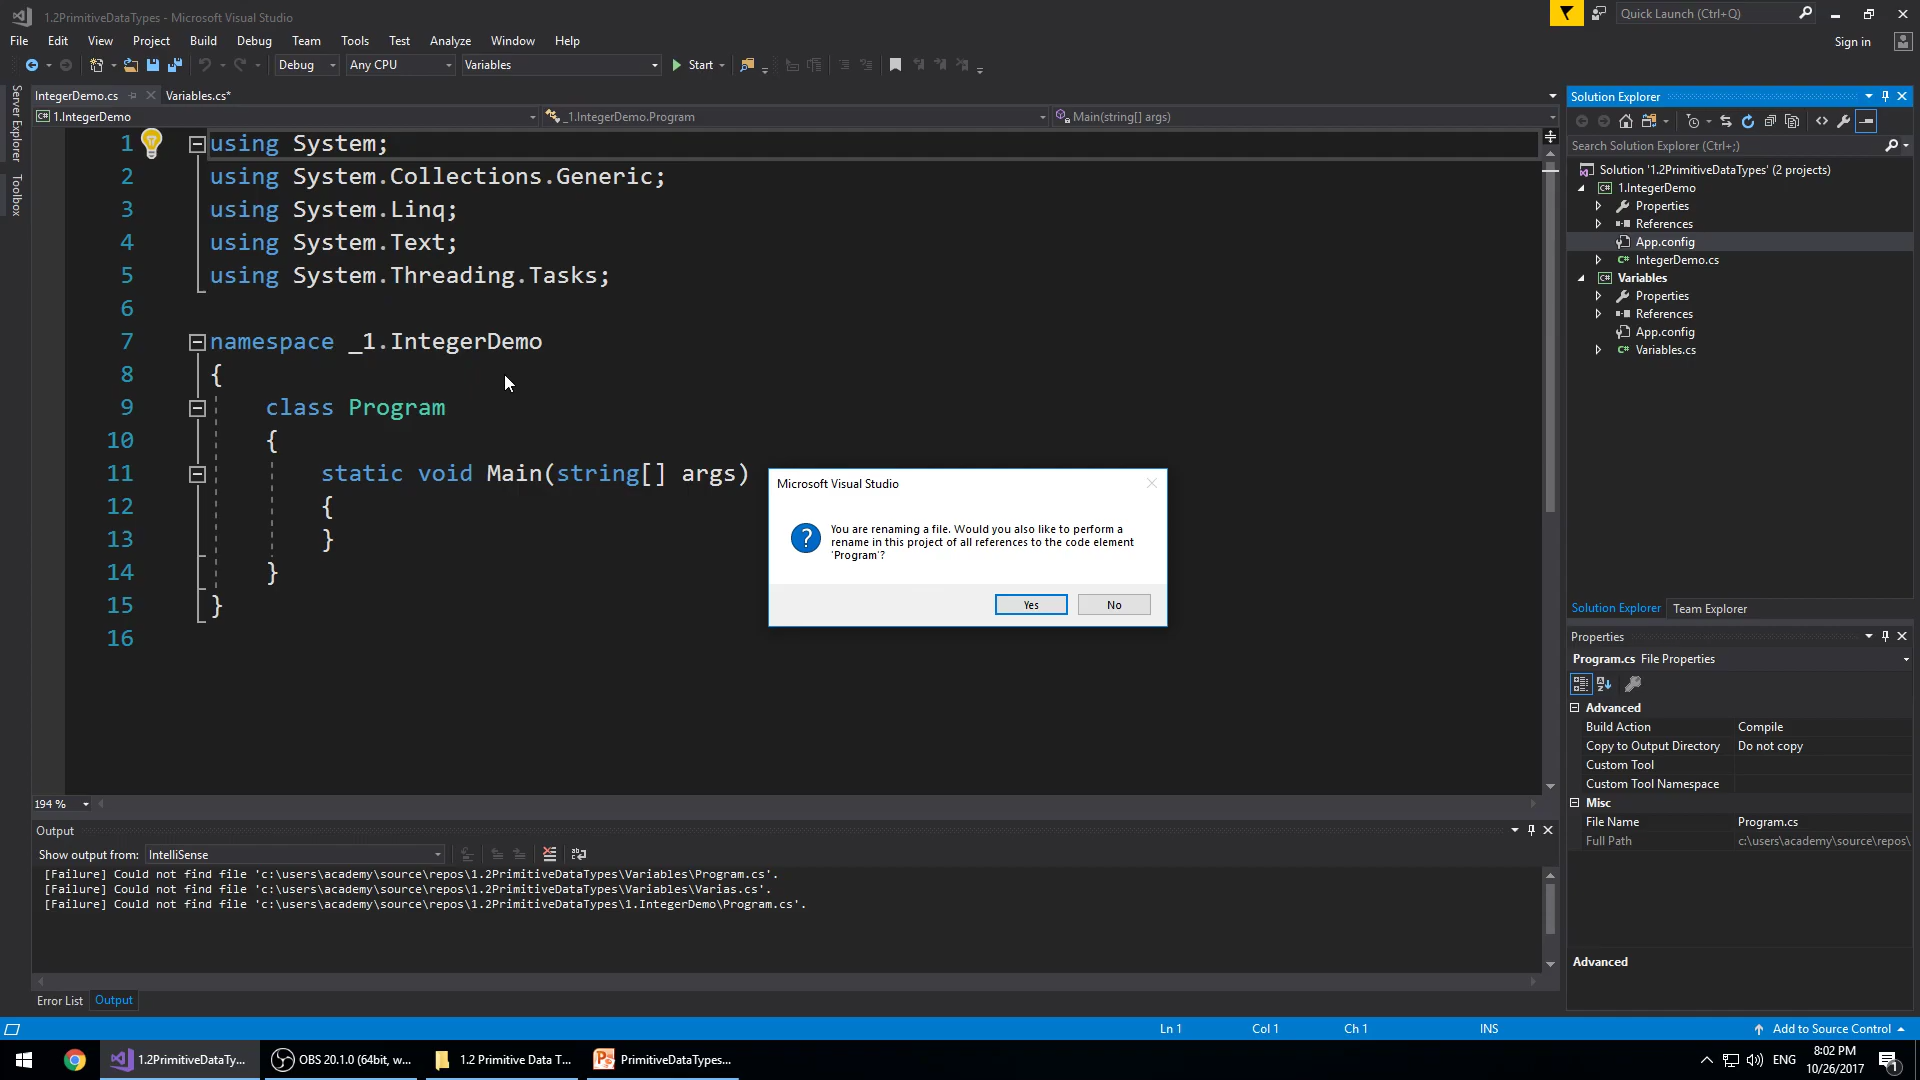 1.2PrimitiveDataTypes - Microsoft Visual Studio
Quick Launch (Ctrl+Q)
File Edit View Project Build Debug Team Tools Test Analyze Window Help
Sign in
Debug Any CPU Variables Start
Server Explorer
Toolbox
IntegerDemo.cs Variables.cs*
1.IntegerDemo _1.IntegerDemo.Program Main(string[] args)
1 using System;
2 using System.Collections.Generic;
3 using System.Linq;
4 using System.Text;
5 using System.Threading.Tasks;
6
7 namespace _1.IntegerDemo
8 {
9 class Program
10 {
11 static void Main(string[] args)
12 {
13 }
14 }
15 }
16
194 %
Microsoft Visual Studio
You are renaming a file. Would you also like to perform a
rename in this project of all references to the code element
'Program'?
Yes No
Output
Show output from: IntelliSense
[Failure] Could not find file 'c:\users\academy\source\repos\1.2PrimitiveDataTypes\Variables\Program.cs'.
[Failure] Could not find file 'c:\users\academy\source\repos\1.2PrimitiveDataTypes\Variables\Varias.cs'.
[Failure] Could not find file 'c:\users\academy\source\repos\1.2PrimitiveDataTypes\1.IntegerDemo\Program.cs'.
Error List Output
Solution Explorer
Search Solution Explorer (Ctrl+;)
Solution '1.2PrimitiveDataTypes' (2 projects)
1.IntegerDemo
Properties
References
App.config
IntegerDemo.cs
Variables
Properties
References
App.config
Variables.cs
Solution Explorer Team Explorer
Properties
Program.cs File Properties
Advanced
Build Action Compile
Copy to Output Directory Do not copy
Custom Tool
Custom Tool Namespace
Misc
File Name Program.cs
Full Path c:\users\academy\source\repos\
Advanced
Ln 1 Col 1 Ch 1 INS Add to Source Control
1.2PrimitiveDataTy... OBS 20.1.0 (64bit, w... 1.2 Primitive Data T... PrimitiveDataTypes...
ENG
8:02 PM
10/26/2017
1